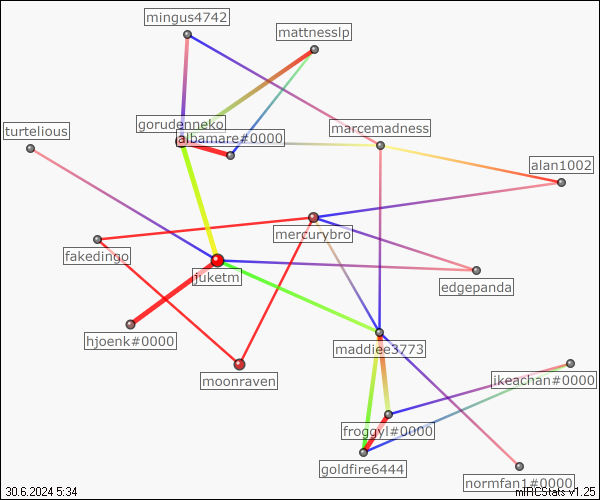 mingus4742
mattnesslp
gorudenneko
marcemadness
turtelious
albamare#0000
alan1002
mercurybro
fakedingo
juketm
edgepanda
hjoenk#0000
maddiee3773
moonraven
ikeachan#0000
froggyl#0000
goldfire6444
normfan1#0000
30.6.2024 5:34
mIRCStats v1.25